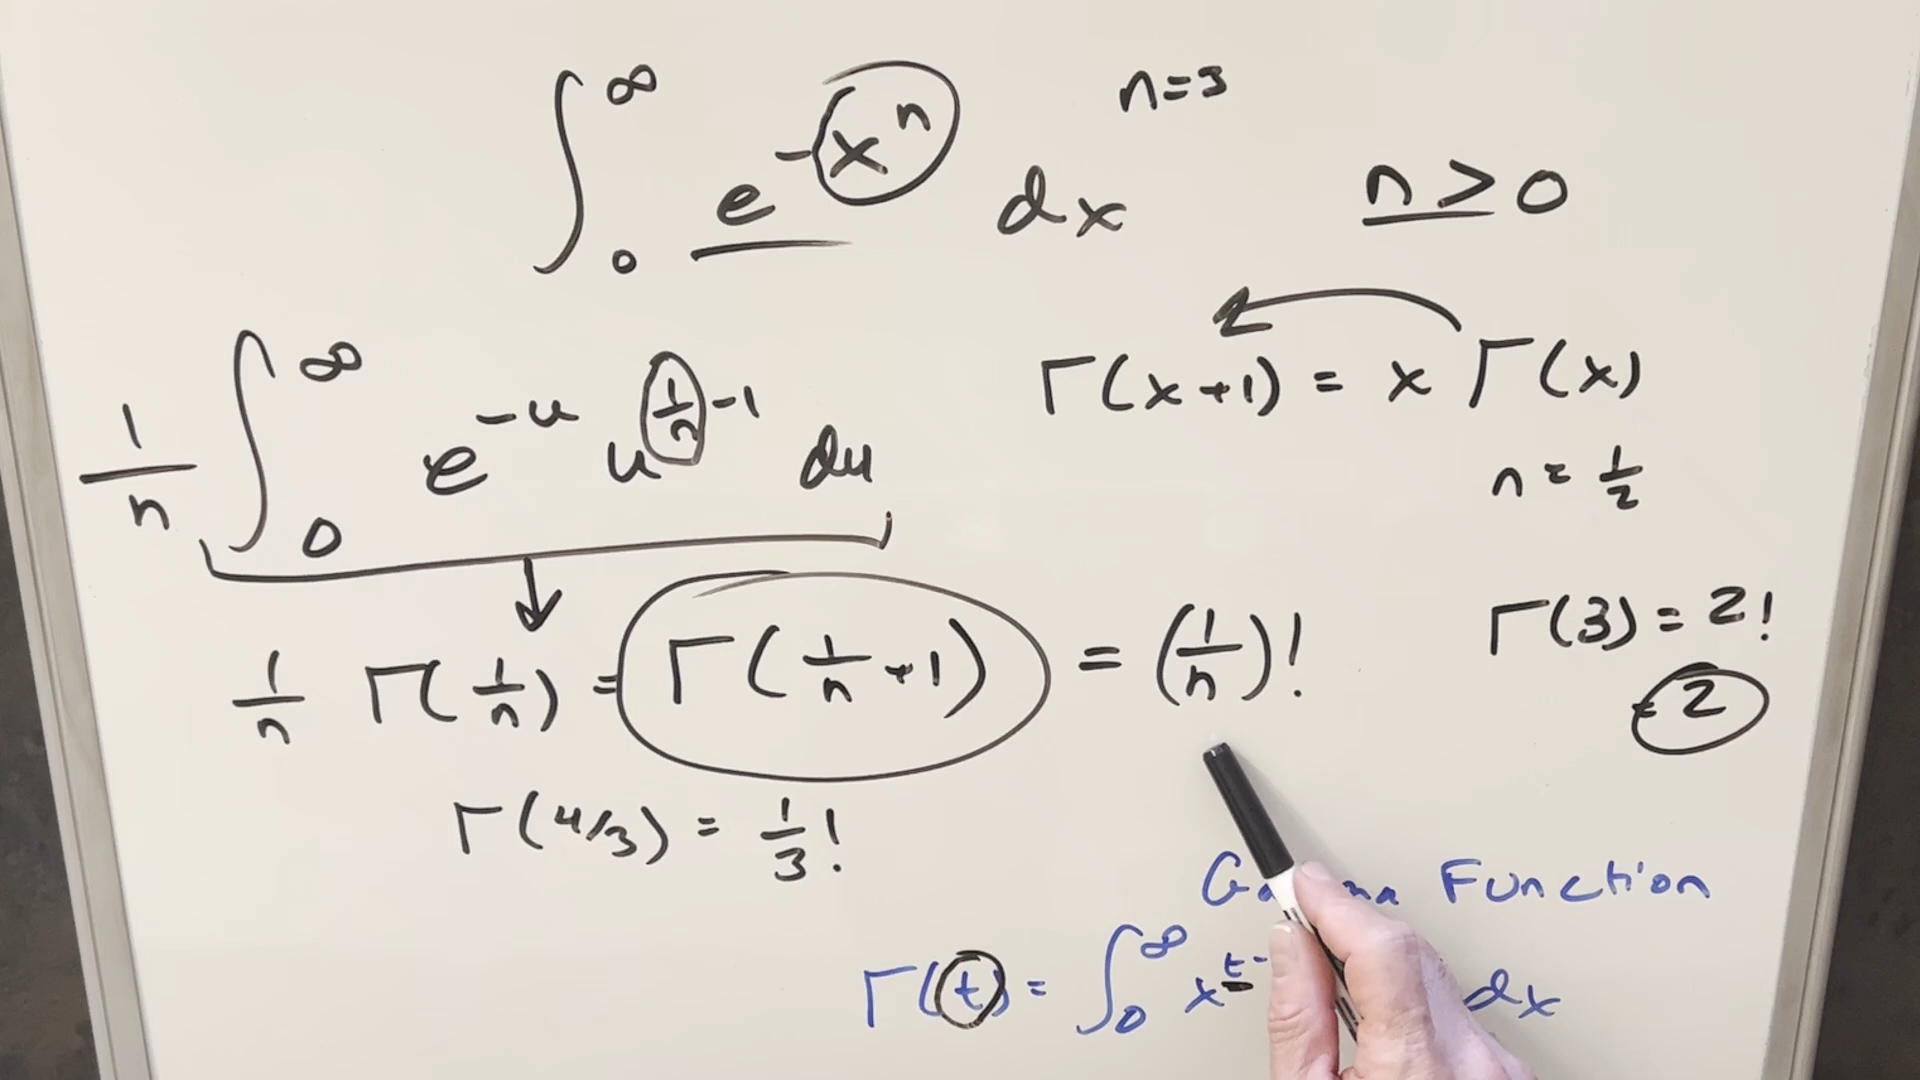 ∫₀^∞ e^(-x^n) dx
n=3
n > 0
Γ(x+1) = x Γ(x)
1/n ∫₀^∞ e^(-u) u^(1/n -1) du
n = 1/2
1/n Γ(1/n) = Γ(1/n +1) = (1/n)!
Γ(3) = 2!
= 2
Γ(4/3) = 1/3!
Function
Γ(t) = ∫₀^∞ x^(t- dx